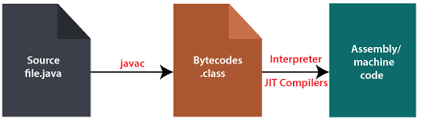 Source
file.java
javac
Bytecodes
.class
Interpreter
JIT Compilers
Assembly/
machine
code